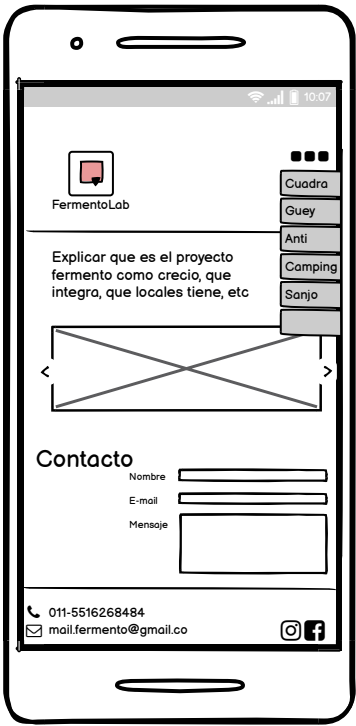 10:07
FermentoLab
Cuadra
Guey
Anti
Camping
Sanjo
Explicar que es el proyecto
fermento como crecio, que
integra, que locales tiene, etc
Contacto
Nombre
E-mail
Mensaje
011-5516268484
mail.fermento@gmail.co